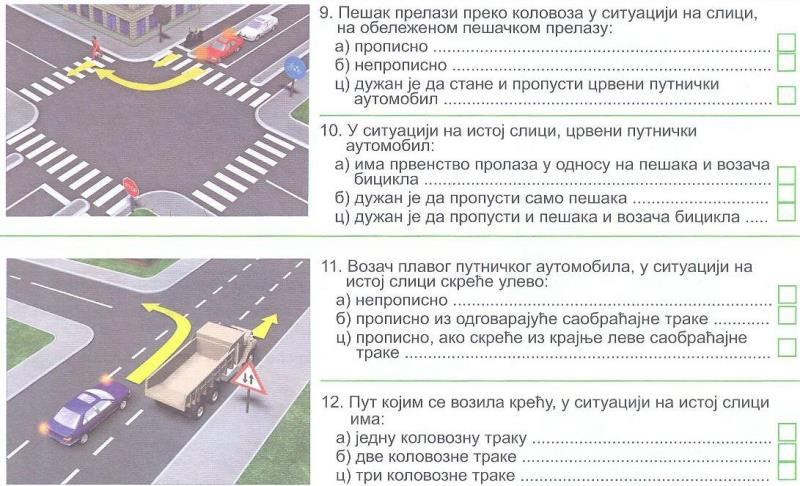 9. Пешак прелази преко коловоза у ситуацији на слици,
на обележеном пешачком прелазу:
а) прописно
б) непрописно
ц) дужан је да стане и пропусти црвени путнички
аутомобил
10. У ситуацији на истој слици, црвени путнички
аутомобил:
а) има првенство пролаза у односу на пешака и возача
бицикла
б) дужан је да пропусти само пешака
ц) дужан је да пропусти и пешака и возача бицикла
11. Возач плавог путничког аутомобила, у ситуацији на
истој слици скреће улево:
а) непрописно
б) прописно из одговарајуће саобраћајне траке
ц) прописно, ако скреће из крајње леве саобраћајне
траке
12. Пут којим се возила крећу, у ситуацији на истој слици
има:
а) једну коловозну траку
б) две коловозне траке
ц) три коловозне траке